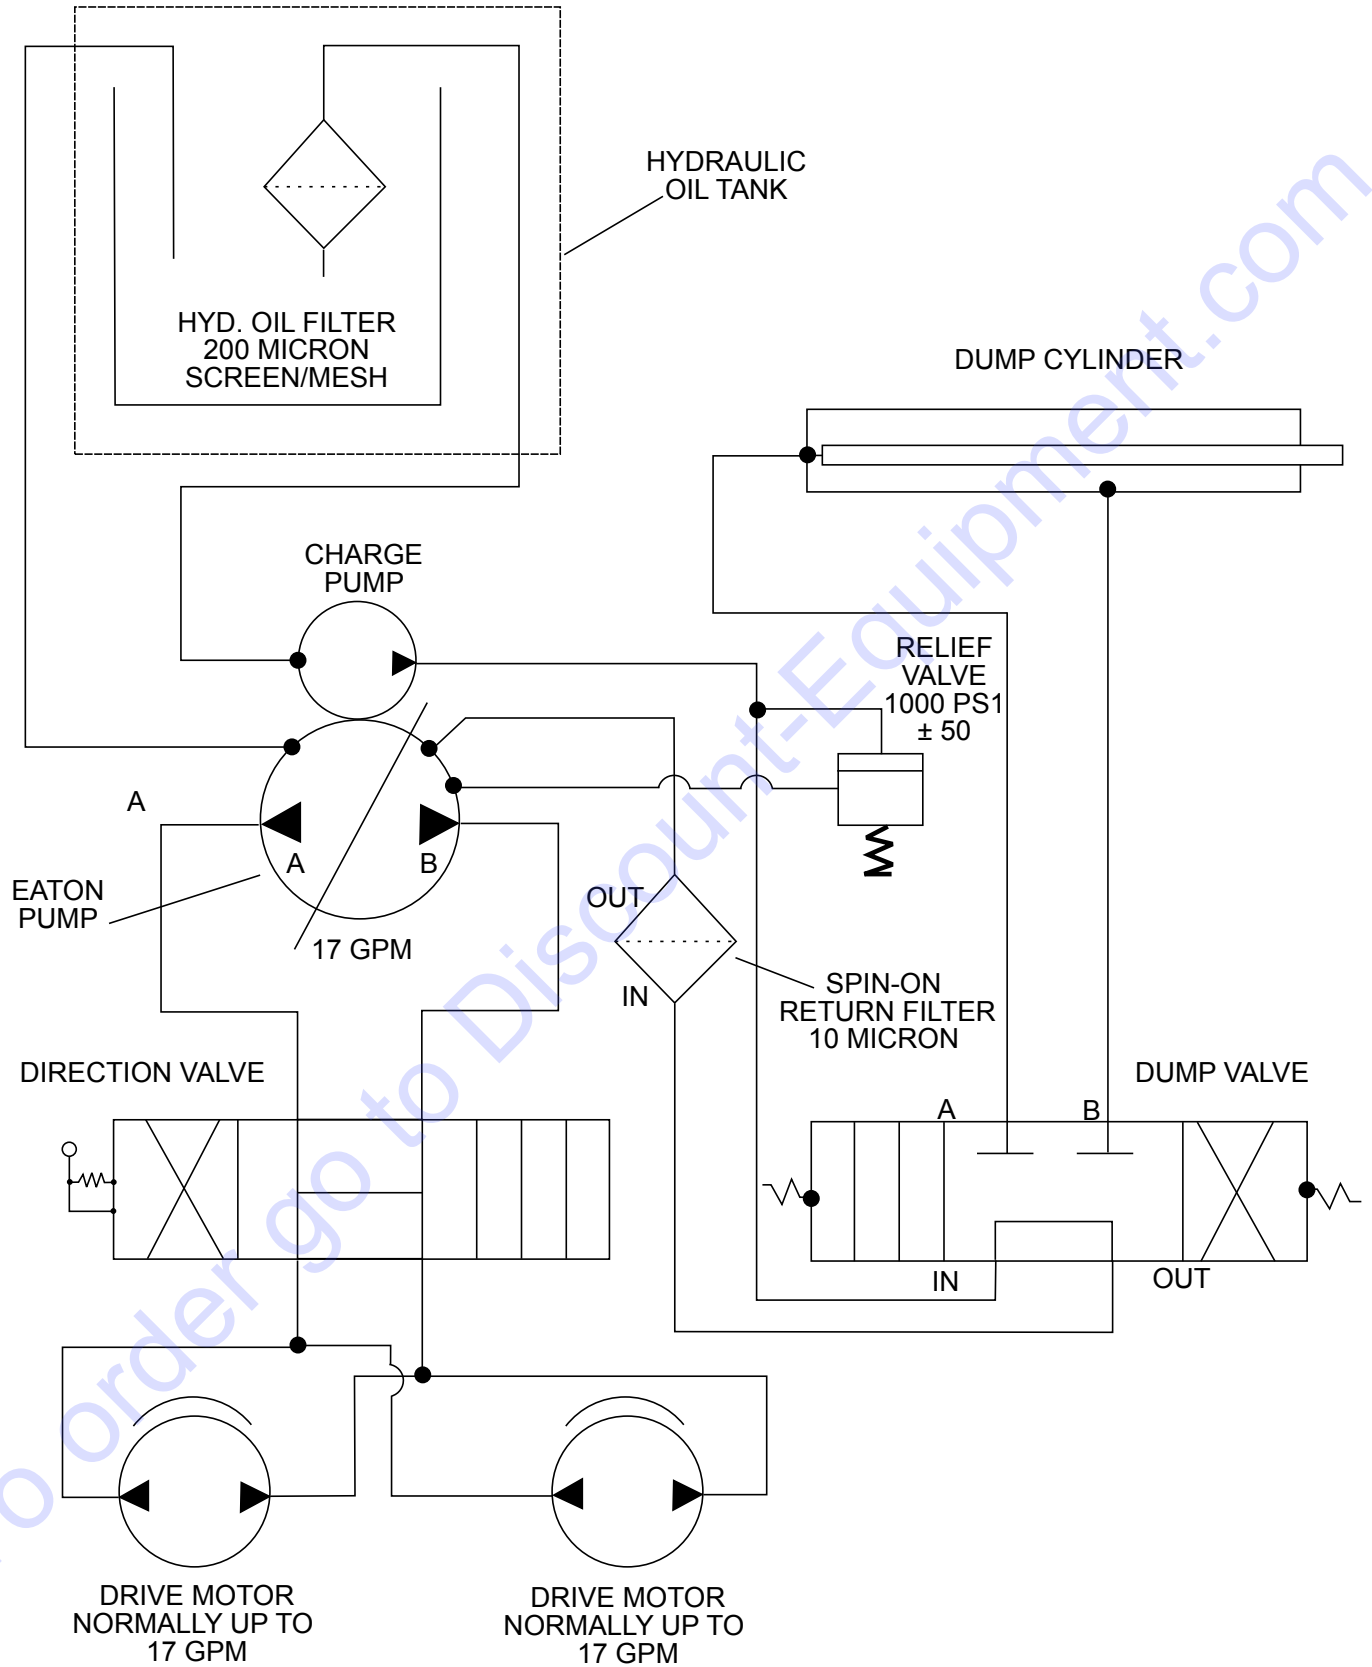 HYDRAULIC
OIL TANK
HYD. OIL FILTER
200 MICRON
SCREEN/MESH
DUMP CYLINDER
CHARGE
PUMP
RELIEF
VALVE
1000 PS1
± 50
A
A
B
EATON
PUMP
17 GPM
OUT
IN
SPIN-ON
RETURN FILTER
10 MICRON
DIRECTION VALVE
DUMP VALVE
A
B
IN
OUT
DRIVE MOTOR
NORMALLY UP TO
17 GPM
DRIVE MOTOR
NORMALLY UP TO
17 GPM
To order go to Discount-Equipment.com